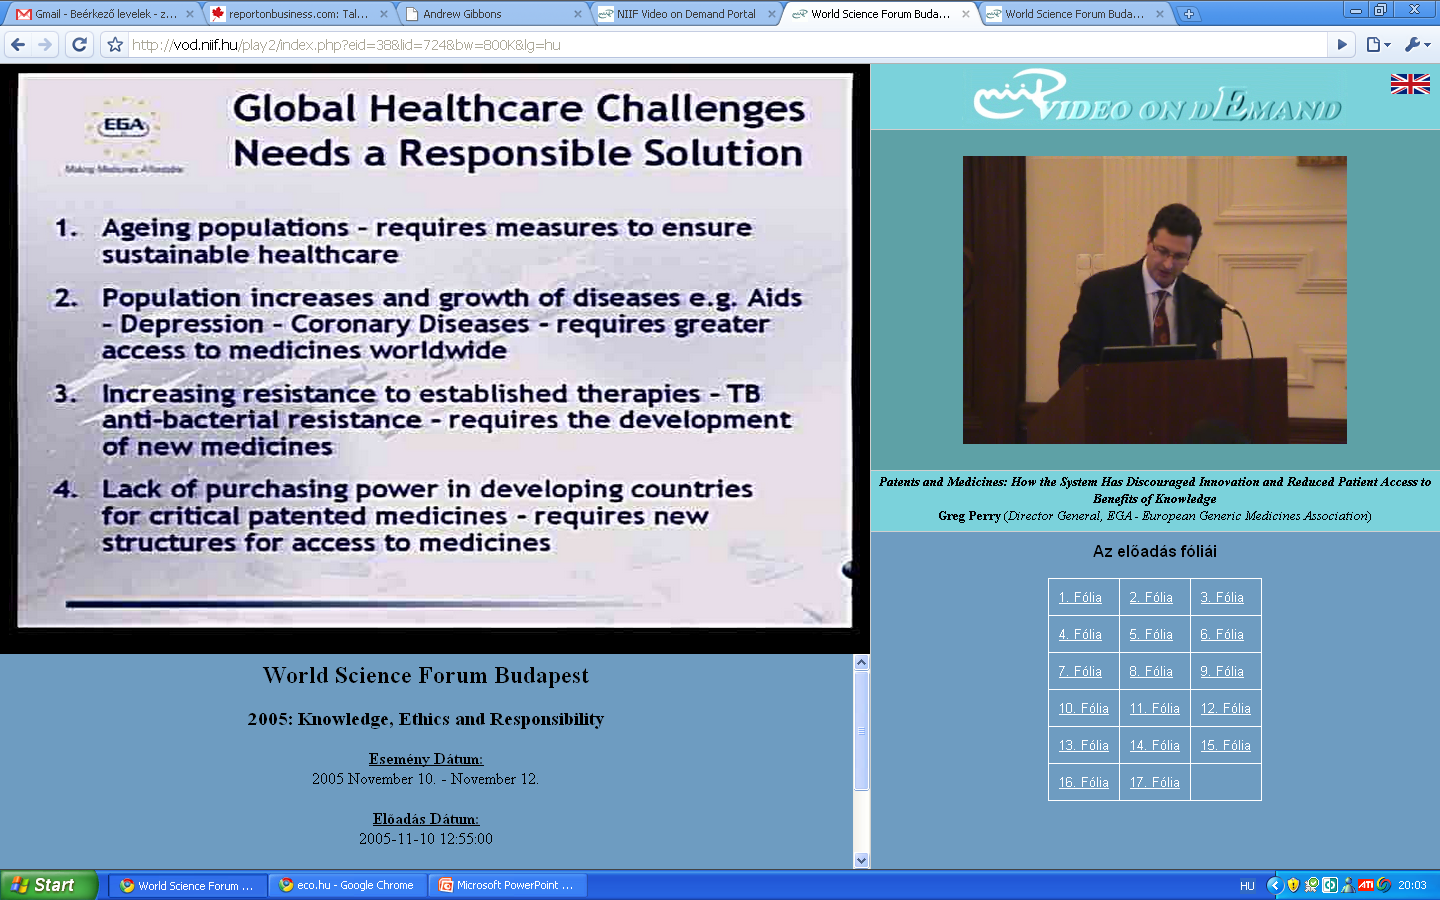 Gmail - Beérkező levelek - z...
reportonbusiness.com: Tal...
Andrew Gibbons
NIIF Video on Demand Portal
World Science Forum Buda...
World Science Forum Buda...
http://vod.niif.hu/play2/index.php?eid=38&lid=724&bw=800K&lg=hu
EGA
Making Medicines Affordable
Global Healthcare Challenges
Needs a Responsible Solution
1. Ageing populations - requires measures to ensure
sustainable healthcare
2. Population increases and growth of diseases e.g. Aids
- Depression - Coronary Diseases - requires greater
access to medicines worldwide
3. Increasing resistance to established therapies - TB
anti-bacterial resistance - requires the development
of new medicines
4. Lack of purchasing power in developing countries
for critical patented medicines - requires new
structures for access to medicines
World Science Forum Budapest
2005: Knowledge, Ethics and Responsibility
Esemény Dátum:
2005 November 10. - November 12.
Előadás Dátum:
2005-11-10 12:55:00
NIIF VIDEO ON DEMAND
Patents and Medicines: How the System Has Discouraged Innovation and Reduced Patient Access to
Benefits of Knowledge
Greg Perry (Director General, EGA - European Generic Medicines Association)
Az előadás fóliái
1. Fólia 2. Fólia 3. Fólia
4. Fólia 5. Fólia 6. Fólia
7. Fólia 8. Fólia 9. Fólia
10. Fólia 11. Fólia 12. Fólia
13. Fólia 14. Fólia 15. Fólia
16. Fólia 17. Fólia
Start
World Science Forum ...
eco.hu - Google Chrome
Microsoft PowerPoint ...
HU
ATI
20:03